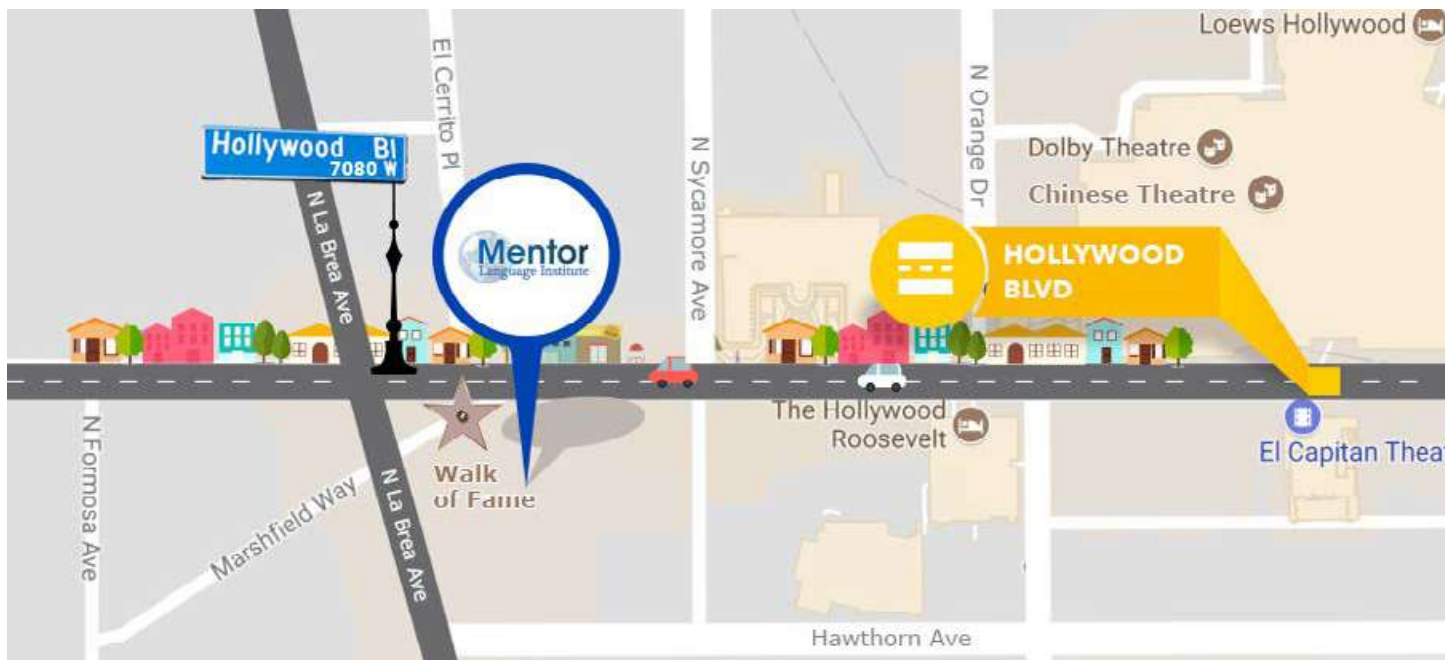 Loews Hollywood
El Cerrito Pl
N Orange Dr
Hollywood Bl
7080 W
N Sycamore Ave
Dolby Theatre
Chinese Theatre
N La Brea Ave
Mentor
Language Institute
HOLLYWOOD
BLVD
The Hollywood
Roosevelt
N Formosa Ave
El Capitan Theat
Walk
of Fame
N La Brea Ave
Marshfield Way
Hawthorn Ave